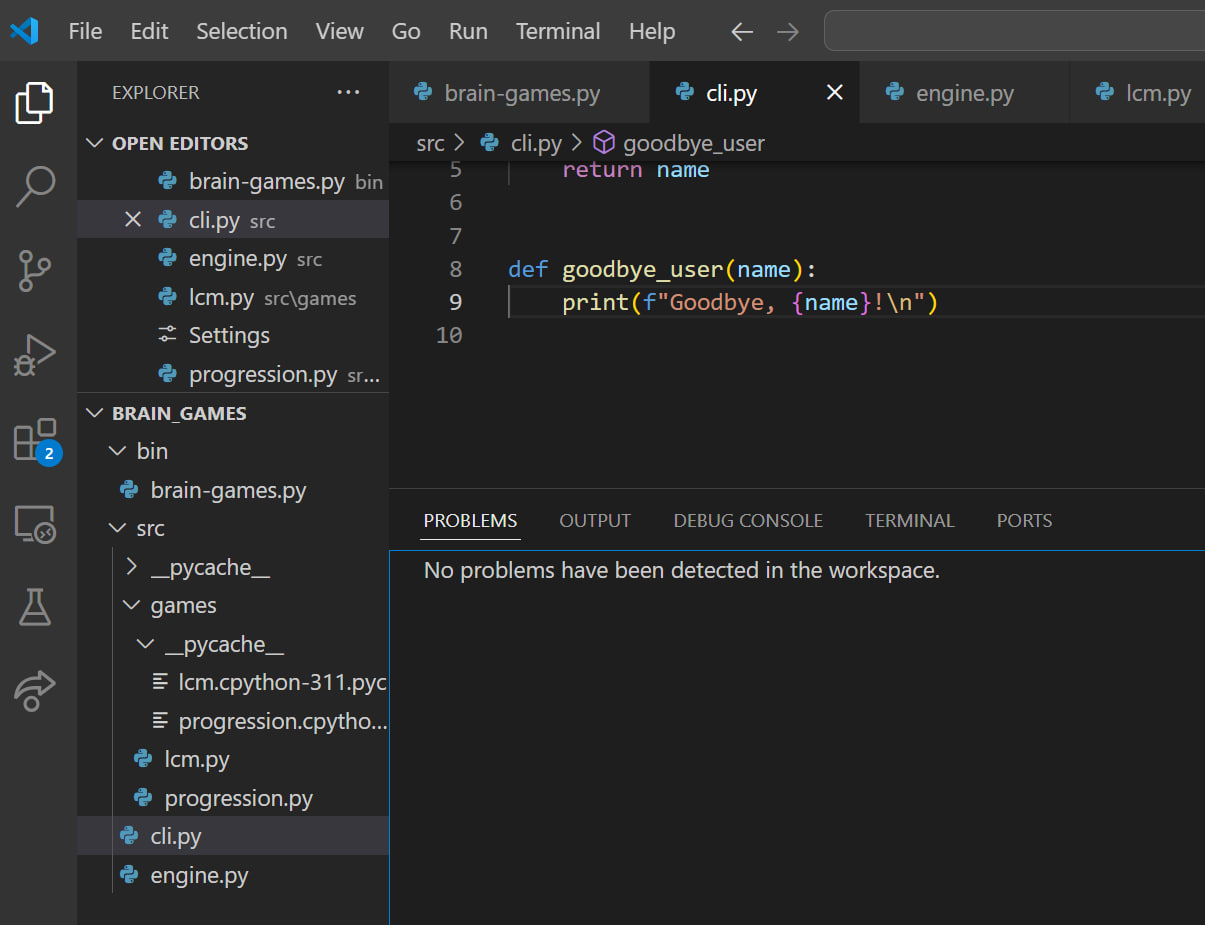 File Edit Selection View Go Run Terminal Help
EXPLORER
brain-games.py cli.py engine.py lcm.py
OPEN EDITORS
src > cli.py > goodbye_user
brain-games.py bin
cli.py src
engine.py src
lcm.py src\games
Settings
progression.py sr...
5 return name
6
7
8 def goodbye_user(name):
9 print(f"Goodbye, {name}!\n")
10
BRAIN_GAMES
bin
brain-games.py
src
__pycache__
games
__pycache__
lcm.cpython-311.pyc
progression.cpytho...
lcm.py
progression.py
cli.py
engine.py
2
PROBLEMS OUTPUT DEBUG CONSOLE TERMINAL PORTS
No problems have been detected in the workspace.